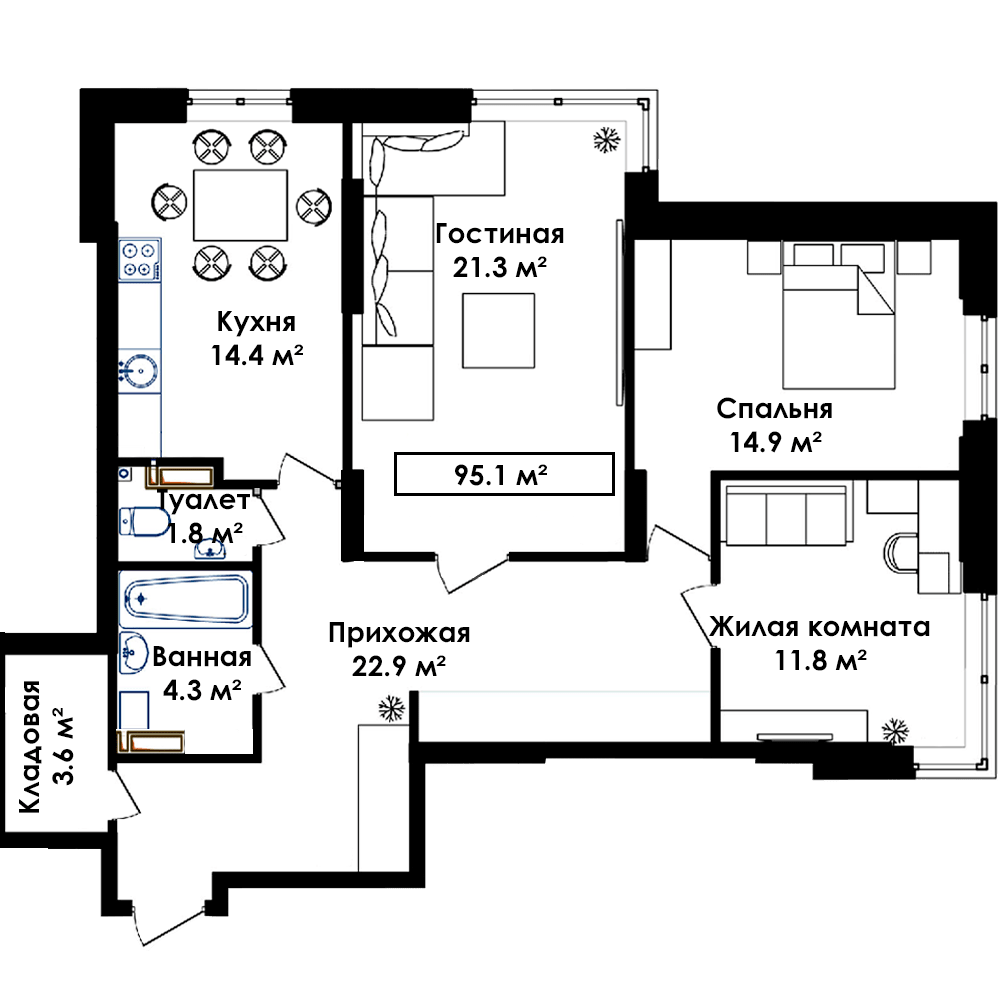 Гостиная
21.3 м²
Кухня
14.4 м²
Спальня
14.9 м²
95.1 м²
Туалет
1.8 м²
Прихожая
22.9 м²
Жилая комната
11.8 м²
Ванная
4.3 м²
Кладовая
3.6 м²